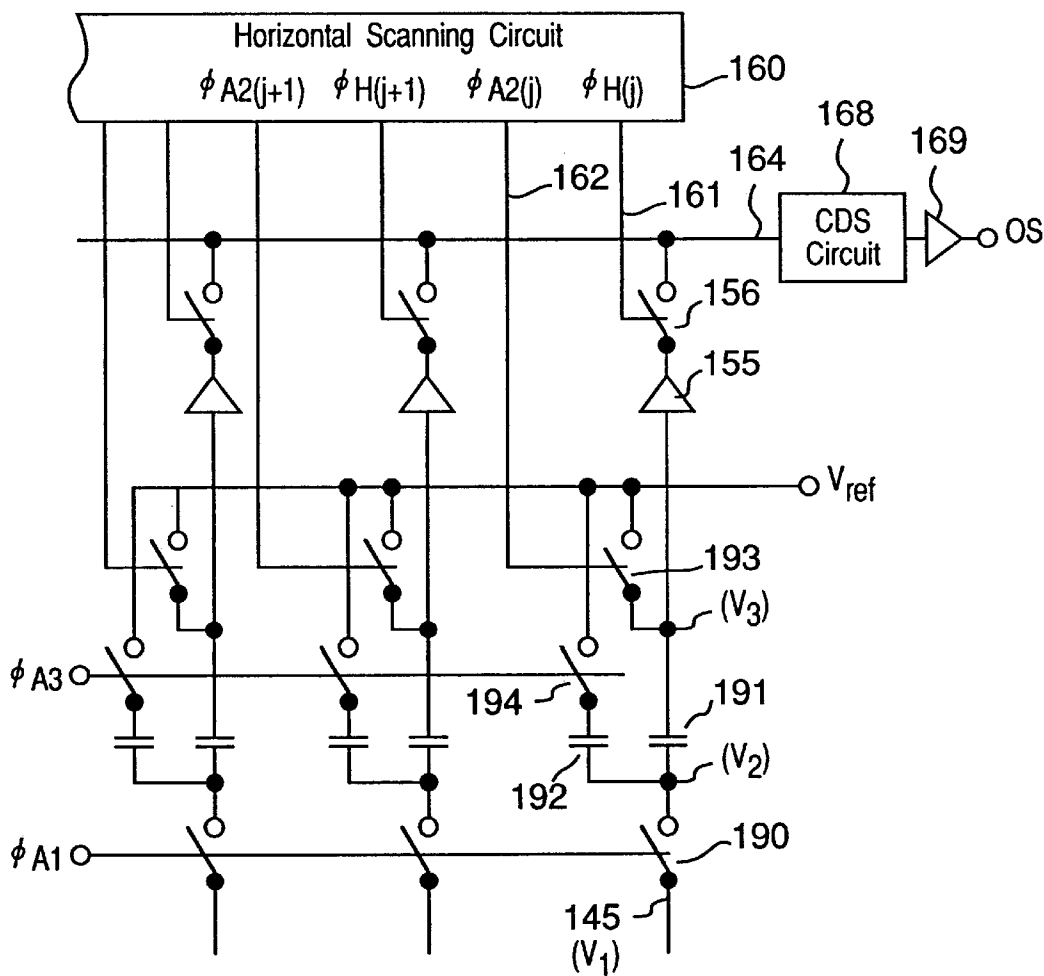 Horizontal Scanning Circuit
ϕA2(j+1) ϕH(j+1) ϕA2(j) ϕH(j)
160
168
169
162
161
164
CDS
Circuit
OS
156
155
Vref
193
(V3)
ϕA3
194
191
192
(V2)
ϕA1
190
145
(V1)